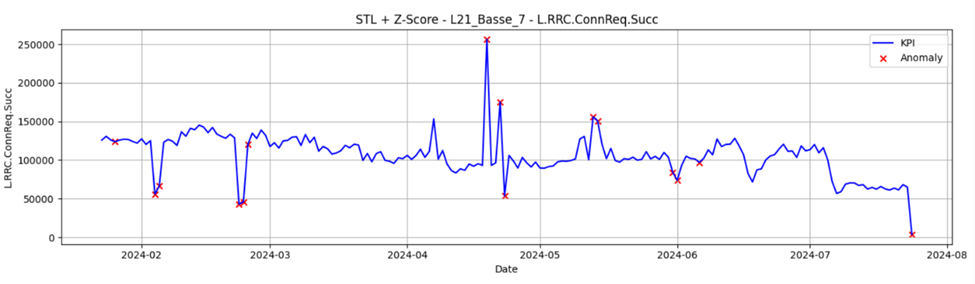 STL + Z-Score - L21_Basse_7 - L.RRC.ConnReq.Succ
KPI
Anomaly
250000
200000
150000
100000
50000
0
L.RRC.ConnReq.Succ
2024-02 2024-03 2024-04 2024-05 2024-06 2024-07 2024-08
Date